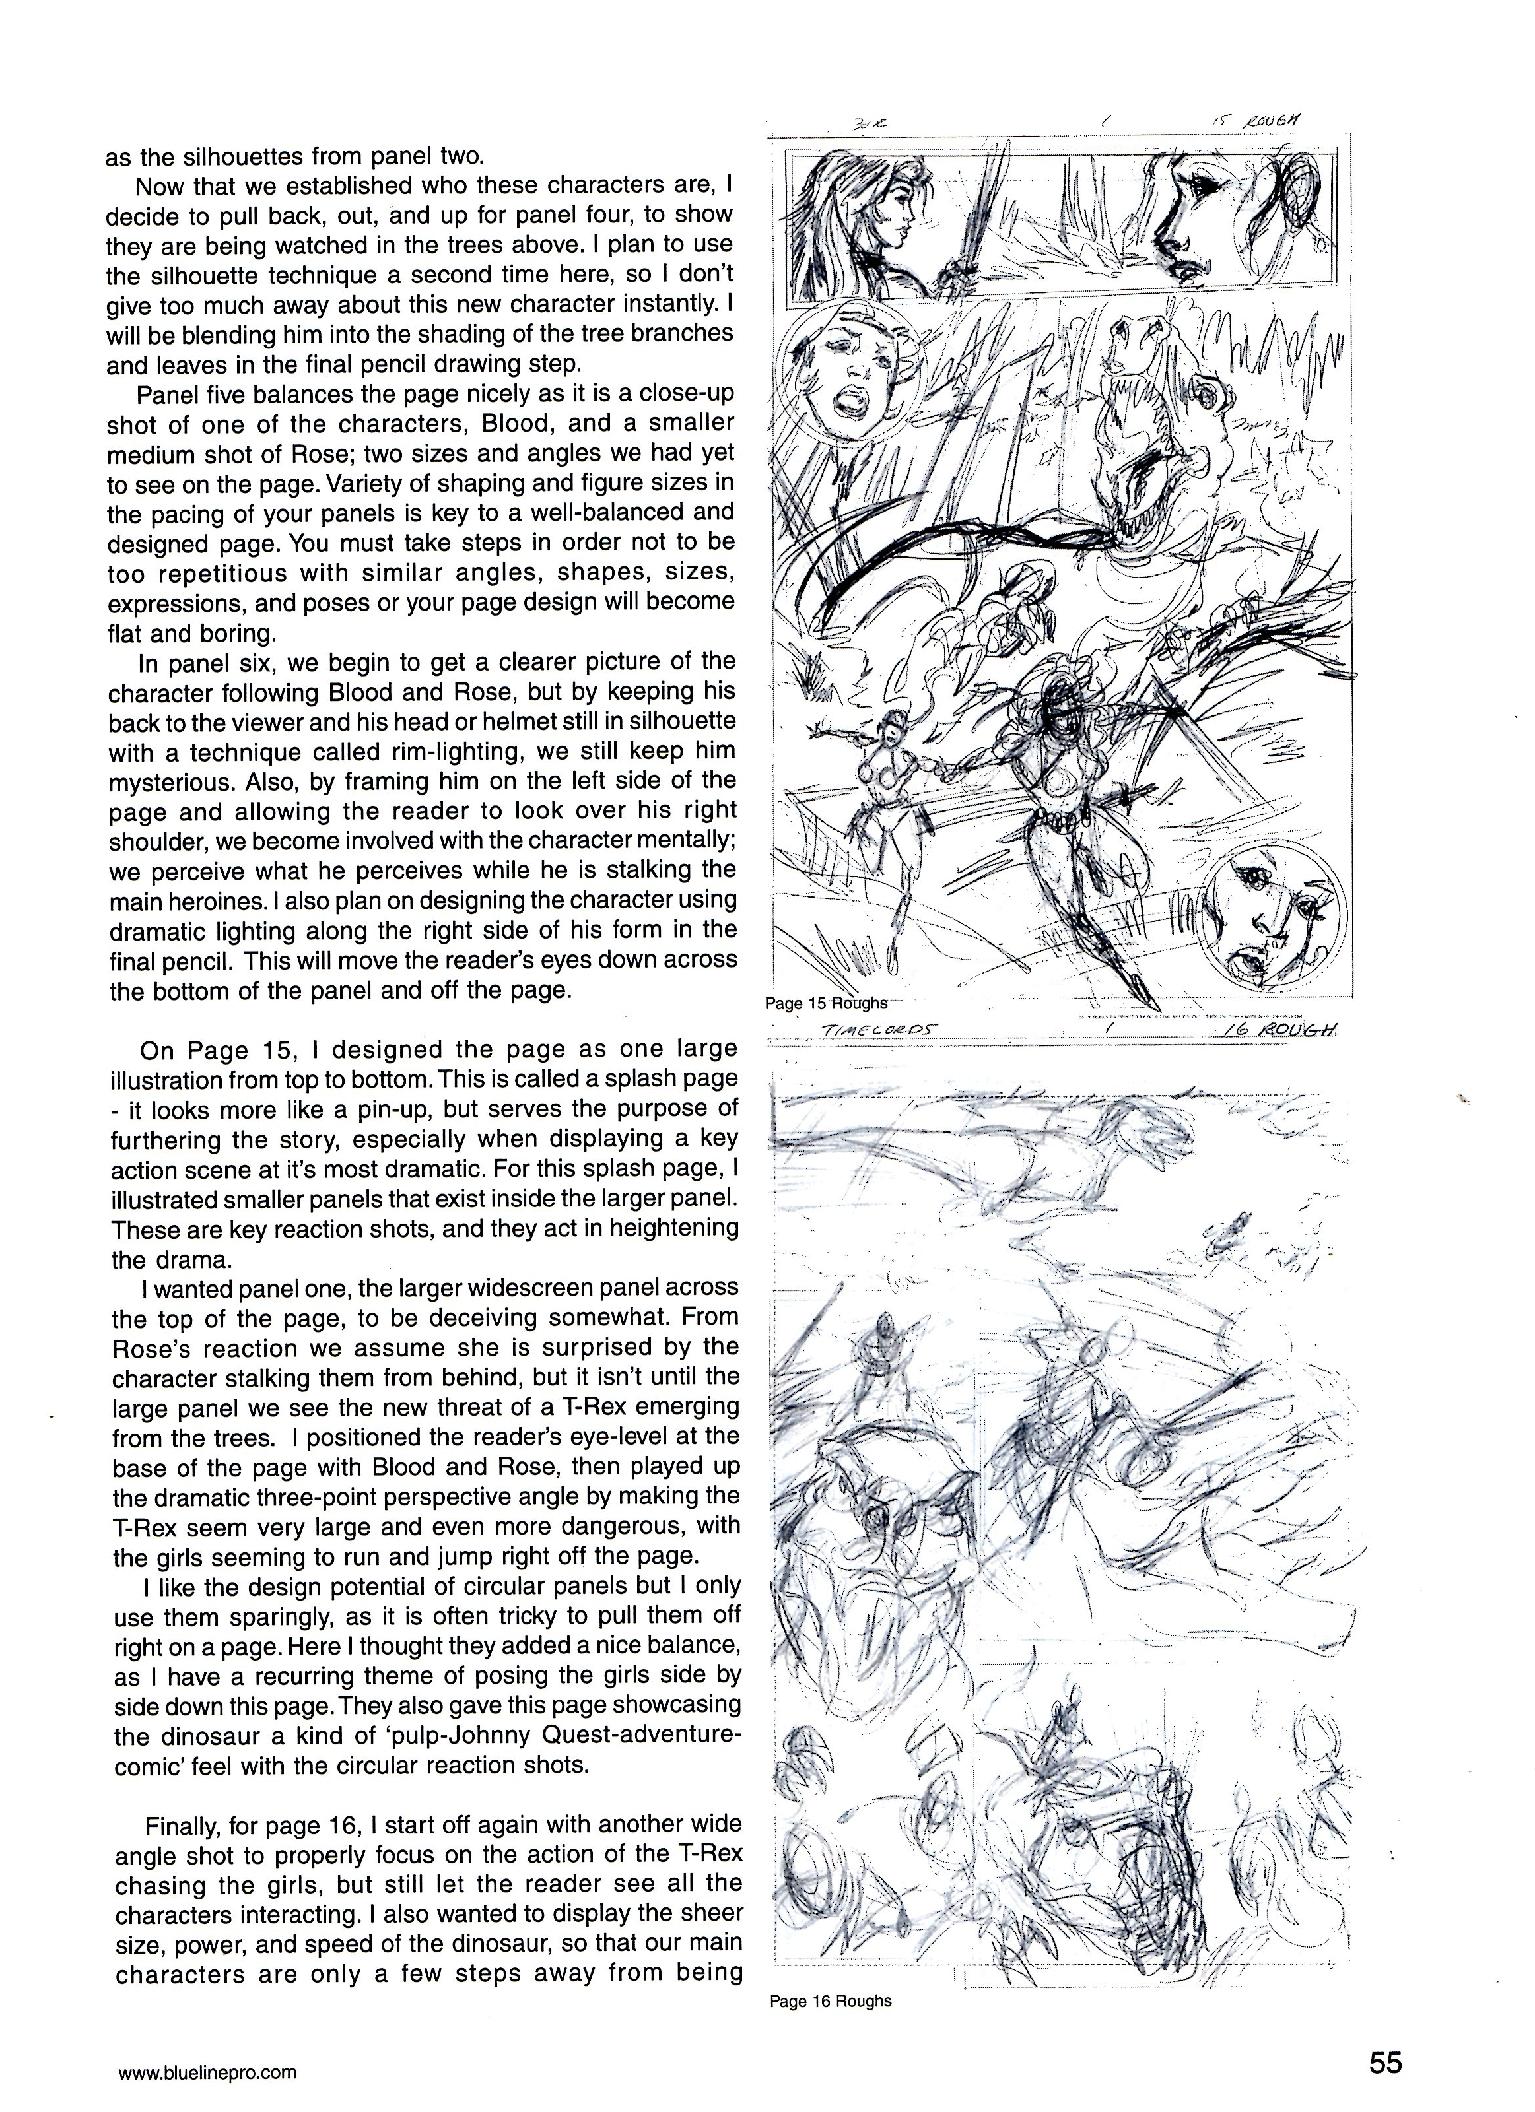 as the silhouettes from panel two.
Now that we established who these characters are, I
decide to pull back, out, and up for panel four, to show
they are being watched in the trees above. I plan to use
the silhouette technique a second time here, so I don't
give too much away about this new character instantly. I
will be blending him into the shading of the tree branches
and leaves in the final pencil drawing step.
Panel five balances the page nicely as it is a close-up
shot of one of the characters, Blood, and a smaller
medium shot of Rose; two sizes and angles we had yet
to see on the page. Variety of shaping and figure sizes in
the pacing of your panels is key to a well-balanced and
designed page. You must take steps in order not to be
too repetitious with similar angles, shapes, sizes,
expressions, and poses or your page design will become
flat and boring.
In panel six, we begin to get a clearer picture of the
character following Blood and Rose, but by keeping his
back to the viewer and his head or helmet still in silhouette
with a technique called rim-lighting, we still keep him
mysterious. Also, by framing him on the left side of the
page and allowing the reader to look over his right
shoulder, we become involved with the character mentally;
we perceive what he perceives while he is stalking the
main heroines. I also plan on designing the character using
dramatic lighting along the right side of his form in the
final pencil. This will move the reader's eyes down across
the bottom of the panel and off the page.
On Page 15, I designed the page as one large
illustration from top to bottom. This is called a splash page
- it looks more like a pin-up, but serves the purpose of
furthering the story, especially when displaying a key
action scene at it's most dramatic. For this splash page, I
illustrated smaller panels that exist inside the larger panel.
These are key reaction shots, and they act in heightening
the drama.
I wanted panel one, the larger widescreen panel across
the top of the page, to be deceiving somewhat. From
Rose's reaction we assume she is surprised by the
character stalking them from behind, but it isn't until the
large panel we see the new threat of a T-Rex emerging
from the trees. I positioned the reader's eye-level at the
base of the page with Blood and Rose, then played up
the dramatic three-point perspective angle by making the
T-Rex seem very large and even more dangerous, with
the girls seeming to run and jump right off the page.
I like the design potential of circular panels but I only
use them sparingly, as it is often tricky to pull them off
right on a page. Here I thought they added a nice balance,
as I have a recurring theme of posing the girls side by
side down this page. They also gave this page showcasing
the dinosaur a kind of 'pulp-Johnny Quest-adventure-
comic' feel with the circular reaction shots.
Finally, for page 16, I start off again with another wide
angle shot to properly focus on the action of the T-Rex
chasing the girls, but still let the reader see all the
characters interacting. I also wanted to display the sheer
size, power, and speed of the dinosaur, so that our main
characters are only a few steps away from being
1 15 ROUGH
Page 15 Roughs
TIMELORDS 1 16 ROUGH
Page 16 Roughs
www.bluelinepro.com
55